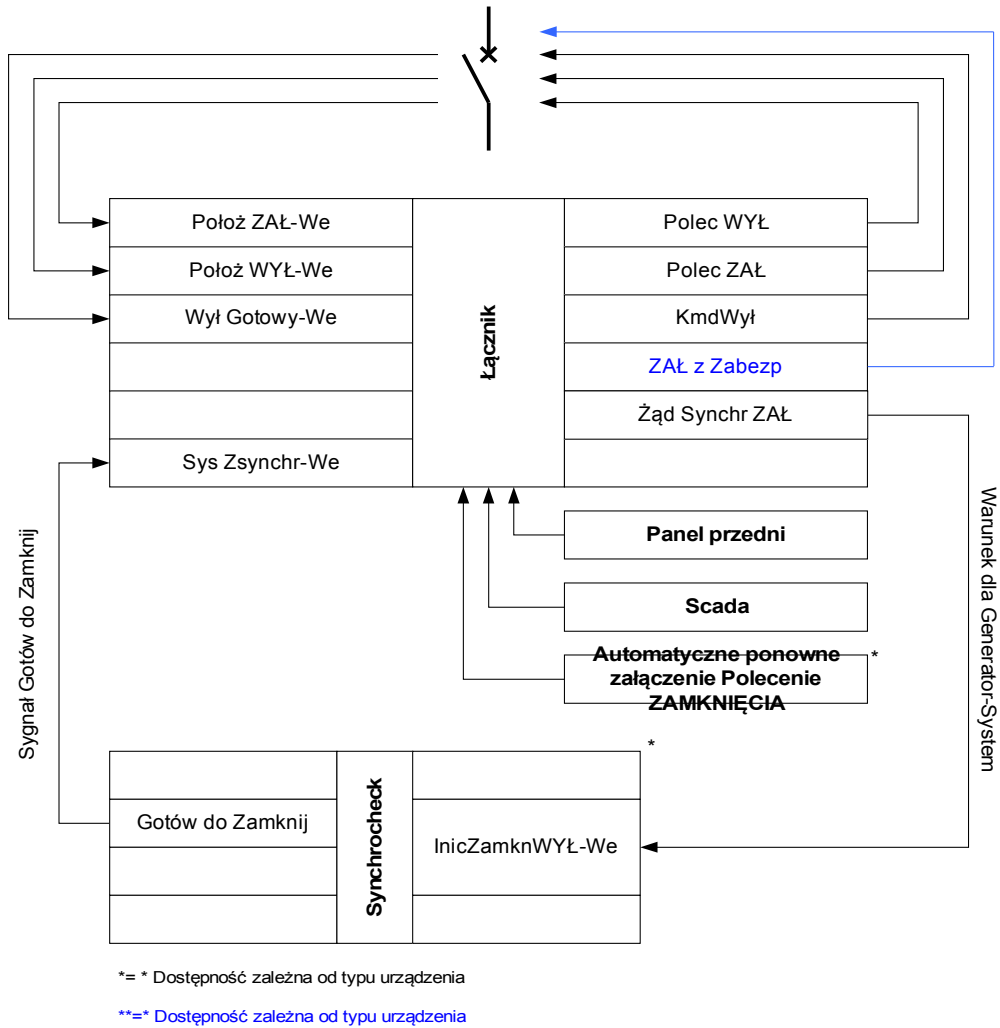 Położ ZAŁ-We
Polec WYŁ
Położ WYŁ-We
Polec ZAŁ
Wył Gotowy-We
KmdWył
ZAŁ z Zabezp
Żąd Synchr ZAŁ
Sys Zsynchr-We
Łącznik
Panel przedni
Scada
Automatyczne ponowne
załączenie Polecenie
ZAMKNIĘCIA
*
Sygnał Gotów do Zamknij
Warunek dla Generator-System
*
Gotów do Zamknij
Synchrocheck
InicZamknWYŁ-We
*= * Dostępność zależna od typu urządzenia
**=* Dostępność zależna od typu urządzenia